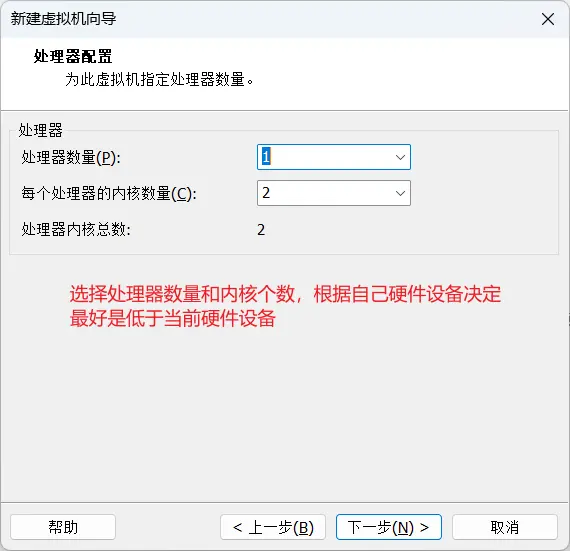 新建虚拟机向导
处理器配置
为此虚拟机指定处理器数量。
处理器
处理器数量(P): 1
每个处理器的内核数量(C): 2
处理器内核总数: 2
选择处理器数量和内核个数，根据自己硬件设备决定
最好是低于当前硬件设备
帮助 < 上一步(B) 下一步(N) > 取消